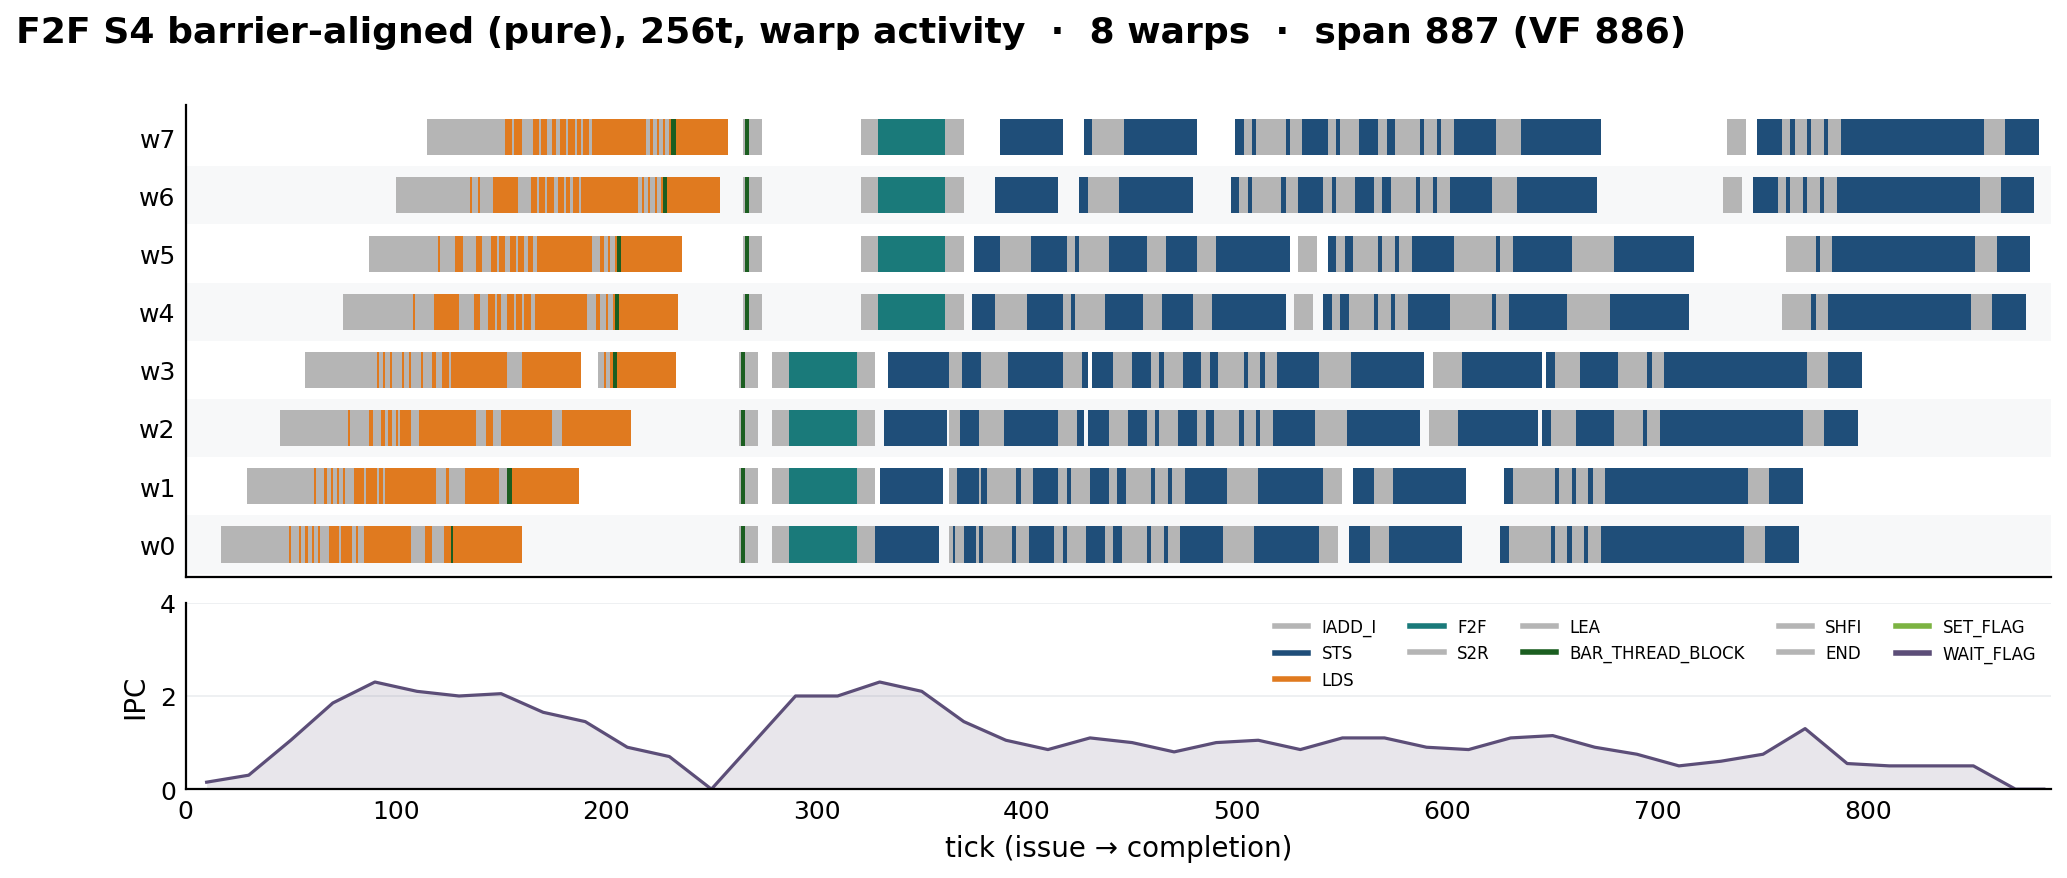 F2F S4 barrier-aligned (pure), 256t, warp activity · 8 warps · span 887 (VF 886)
w7
w6
w5
w4
w3
w2
w1
w0
4
2
0
IPC
IADD_I
STS
LDS
F2F
S2R
LEA
BAR_THREAD_BLOCK
SHFI
END
SET_FLAG
WAIT_FLAG
0 100 200 300 400 500 600 700 800
tick (issue → completion)